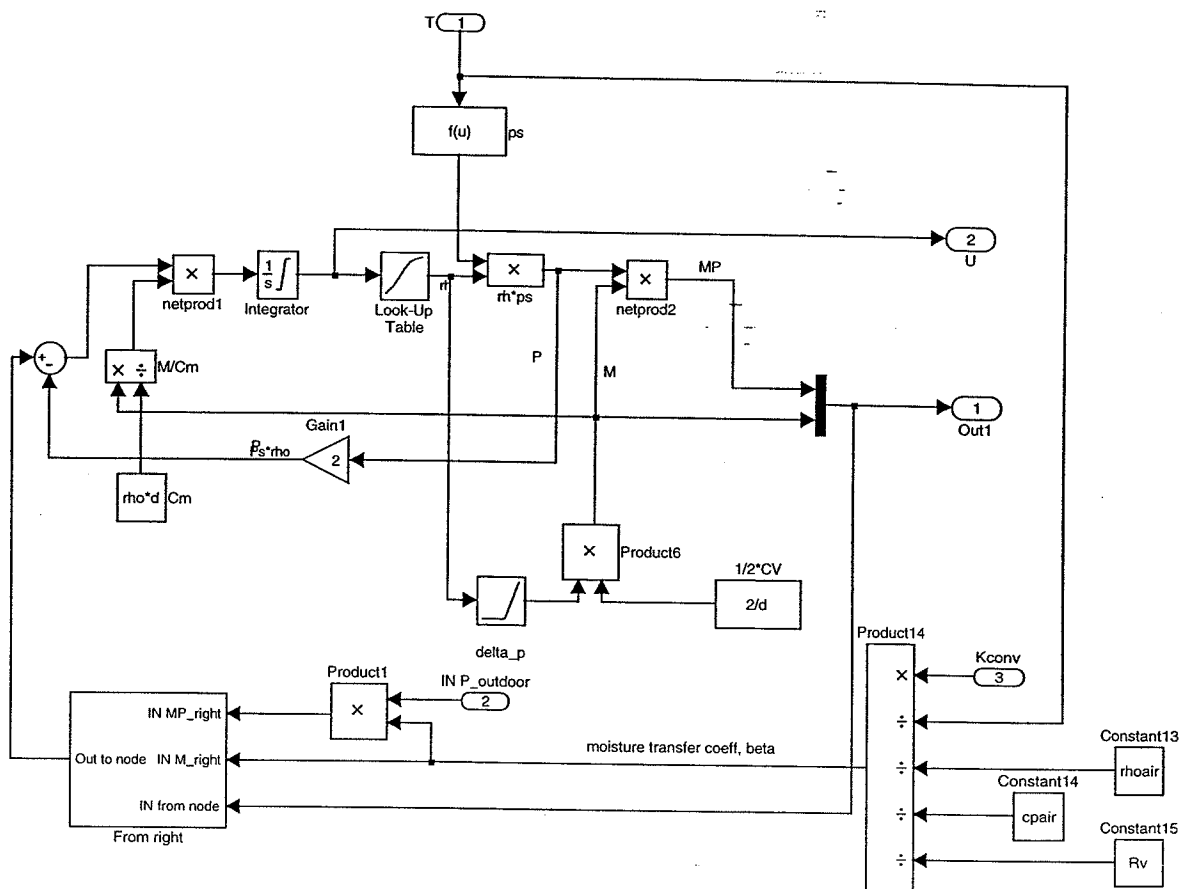 T 1
f(u) ps
2
U
× × × MP
1/s ∫
rh
netprod1 Integrator Look-Up Table rh*ps netprod2
+ -
× ÷ M/Cm
P M
1
Out1
Gain1
2
Ps*rho
rho*d Cm
× Product6
1/2*CV
2/d
delta_p
Product14
Product1
IN P_outdoor
2
×
Kconv
3
×
÷
÷
÷
÷
IN MP_right
Out to node IN M_right
IN from node
From right
moisture transfer coeff, beta
Constant13
rhoair
Constant14
cpair
Constant15
Rv